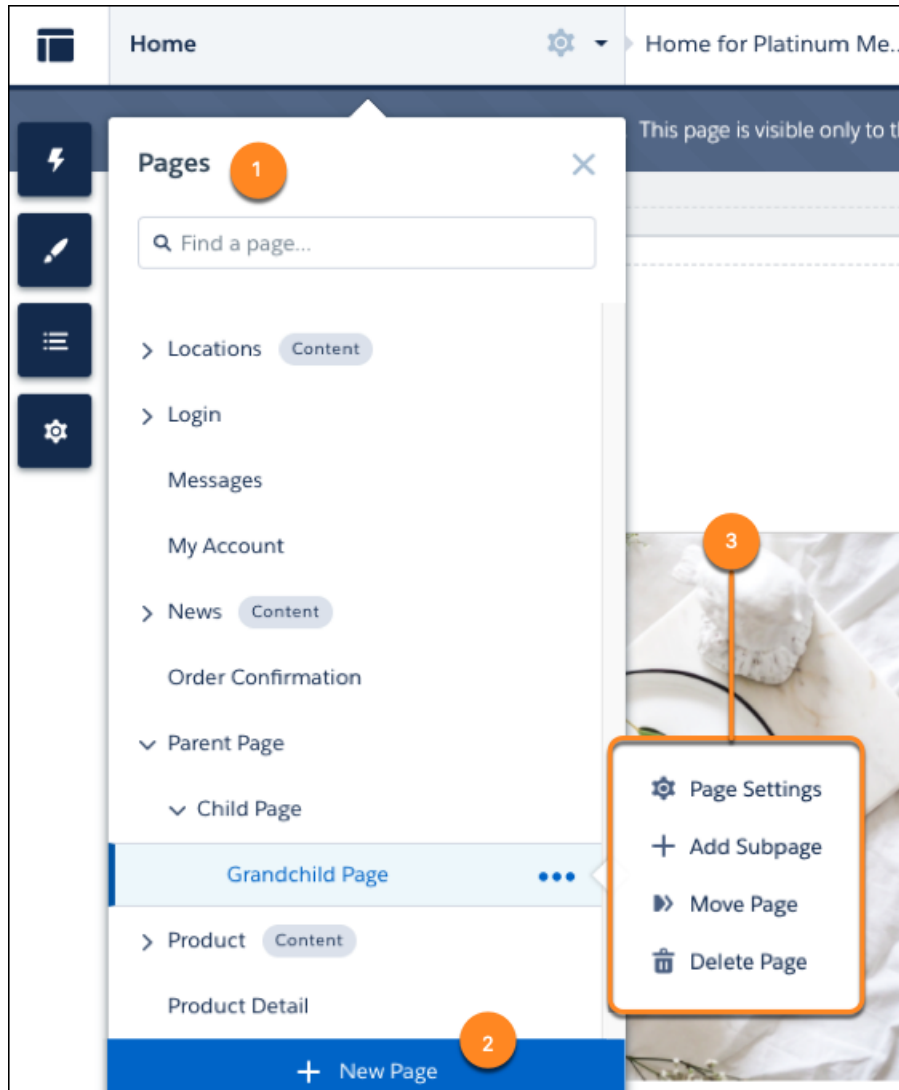 Home
Home for Platinum Me..
This page is visible only to t
Pages
1
Find a page...
Locations Content
Login
Messages
My Account
News Content
Order Confirmation
Parent Page
Child Page
Grandchild Page
Product Content
Product Detail
2
New Page
3
Page Settings
Add Subpage
Move Page
Delete Page